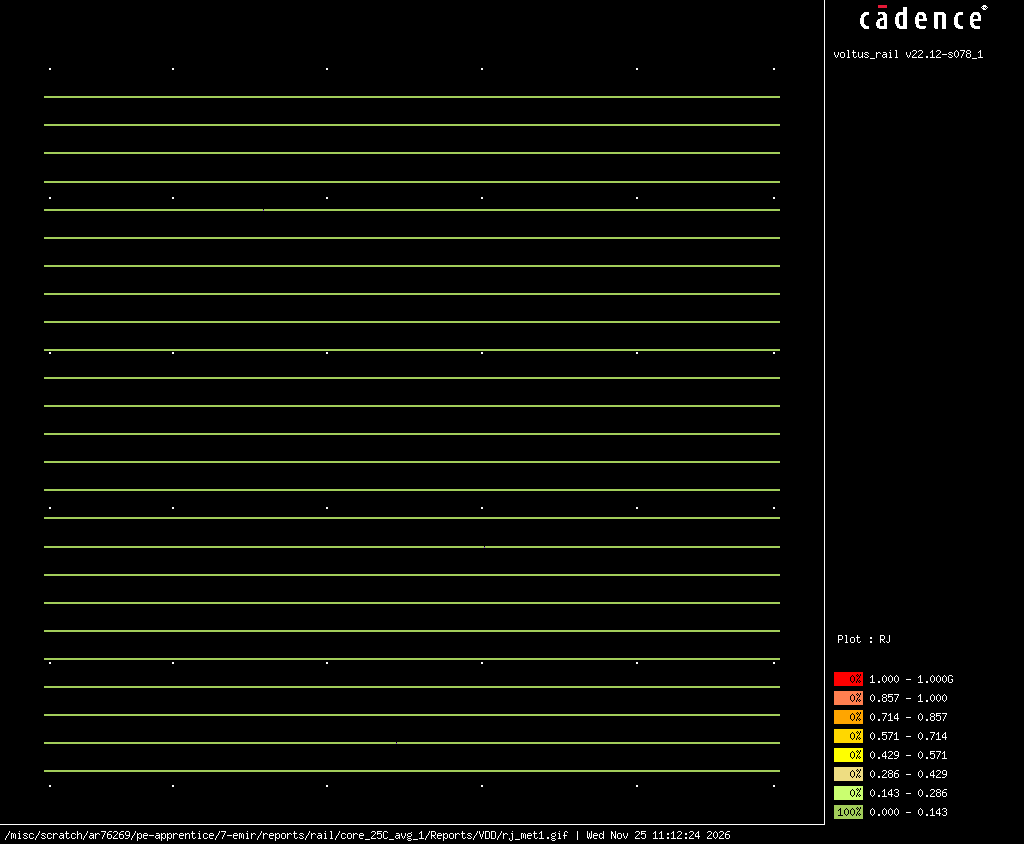 cādence®
voltus_rail v22.12-s078_1
Plot : RJ
0% 1.000 - 1.000G
0% 0.857 - 1.000
0% 0.714 - 0.857
0% 0.571 - 0.714
0% 0.429 - 0.571
0% 0.286 - 0.429
0% 0.143 - 0.286
100% 0.000 - 0.143
/misc/scratch/ar76269/pe-apprentice/7-emir/reports/rail/core_25C_avg_1/Reports/VDD/rj_met1.gif | Wed Nov 25 11:12:24 2026